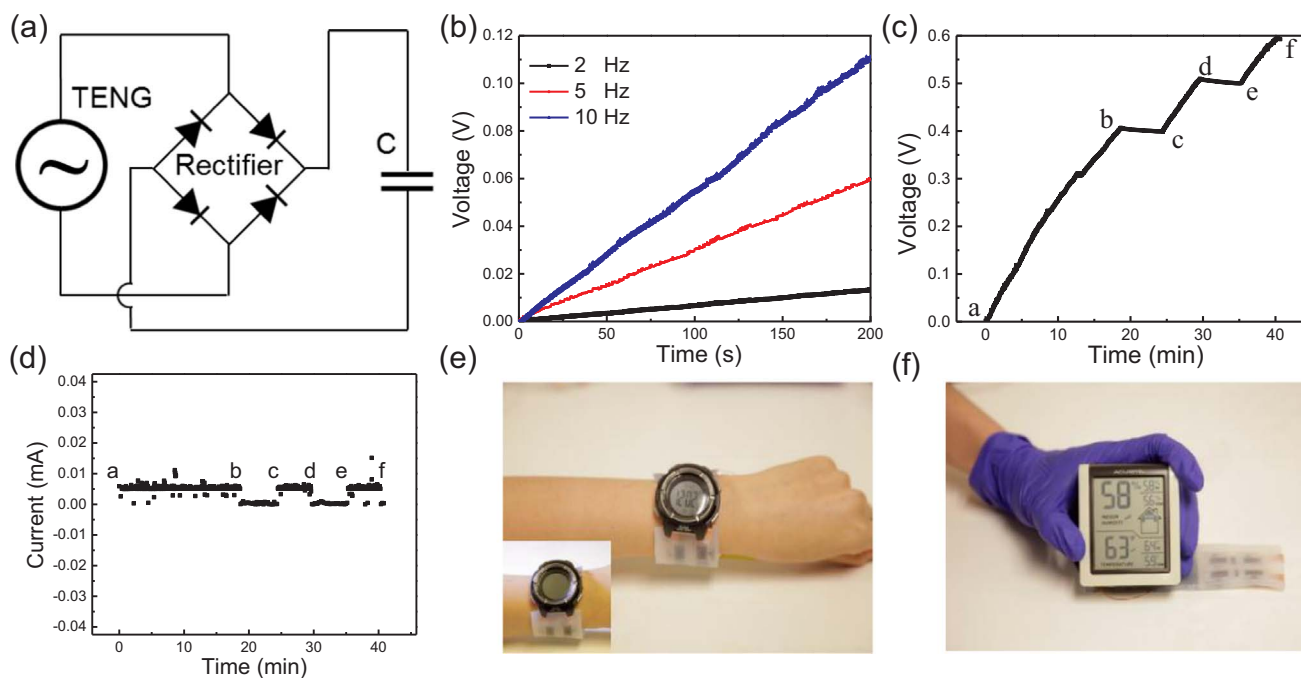 (a)
TENG
Rectifier
C
(b)
0.12
0.10
0.08
0.06
0.04
0.02
0.00
Voltage (V)
2 Hz
5 Hz
10 Hz
0
50
100
150
200
Time (s)
(c)
0.6
0.5
0.4
0.3
0.2
0.1
0.0
Voltage (V)
a
b
c
d
e
f
0
10
20
30
40
Time (min)
(d)
0.04
0.03
0.02
0.01
0.00
-0.01
-0.02
-0.03
-0.04
Current (mA)
a b c d e f
0
10
20
30
40
Time (min)
(e)
(f)
58
63
TEMPERATURE